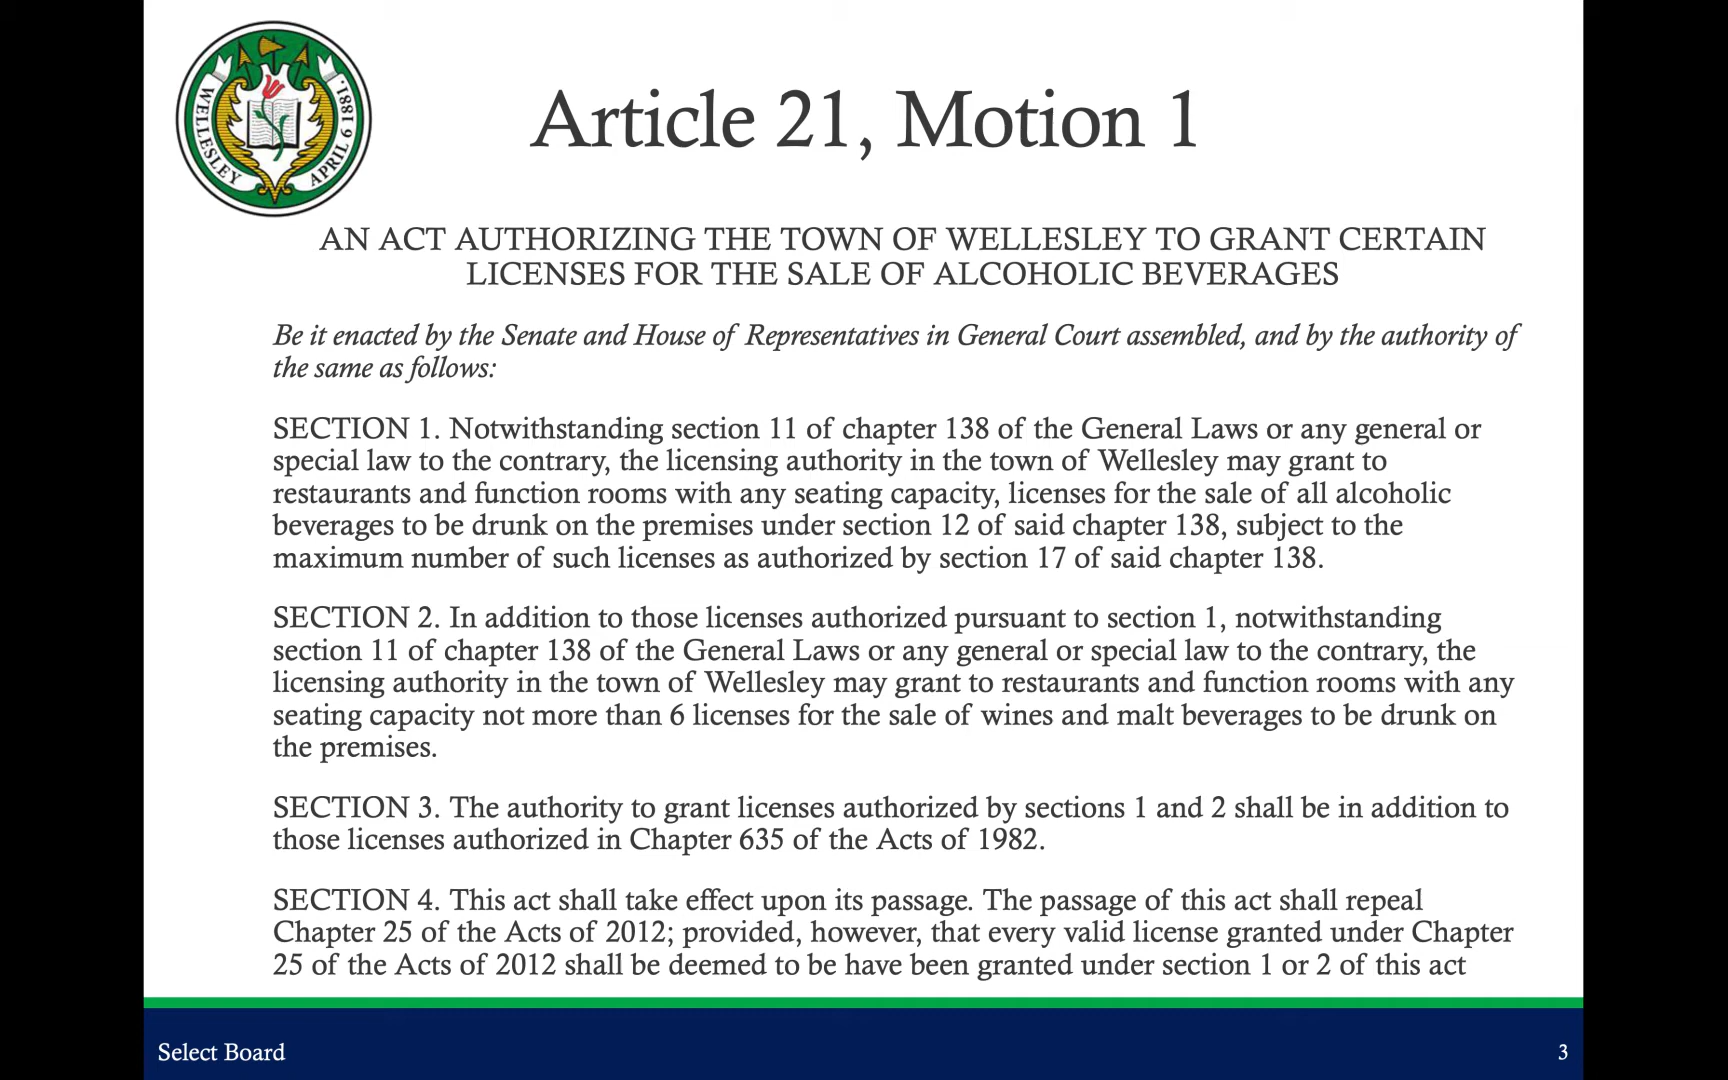 WELLESLEY
APRIL 6 1881.
Article 21, Motion 1
AN ACT AUTHORIZING THE TOWN OF WELLESLEY TO GRANT CERTAIN
LICENSES FOR THE SALE OF ALCOHOLIC BEVERAGES
Be it enacted by the Senate and House of Representatives in General Court assembled, and by the authority of
the same as follows:
SECTION 1. Notwithstanding section 11 of chapter 138 of the General Laws or any general or
special law to the contrary, the licensing authority in the town of Wellesley may grant to
restaurants and function rooms with any seating capacity, licenses for the sale of all alcoholic
beverages to be drunk on the premises under section 12 of said chapter 138, subject to the
maximum number of such licenses as authorized by section 17 of said chapter 138.
SECTION 2. In addition to those licenses authorized pursuant to section 1, notwithstanding
section 11 of chapter 138 of the General Laws or any general or special law to the contrary, the
licensing authority in the town of Wellesley may grant to restaurants and function rooms with any
seating capacity not more than 6 licenses for the sale of wines and malt beverages to be drunk on
the premises.
SECTION 3. The authority to grant licenses authorized by sections 1 and 2 shall be in addition to
those licenses authorized in Chapter 635 of the Acts of 1982.
SECTION 4. This act shall take effect upon its passage. The passage of this act shall repeal
Chapter 25 of the Acts of 2012; provided, however, that every valid license granted under Chapter
25 of the Acts of 2012 shall be deemed to be have been granted under section 1 or 2 of this act
Select Board
3